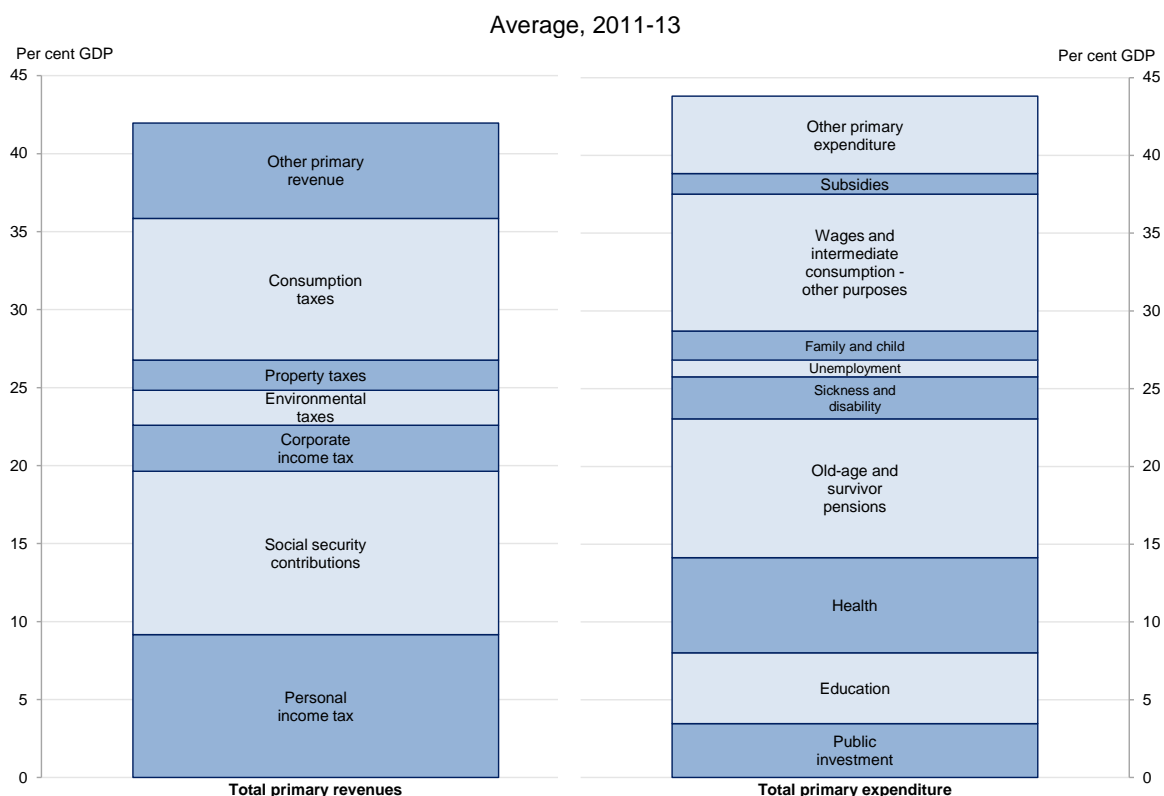 Average, 2011-13
Per cent GDP
45
40
35
30
25
20
15
10
5
0
Other primary
revenue
Consumption
taxes
Property taxes
Environmental
taxes
Corporate
income tax
Social security
contributions
Personal
income tax
Total primary revenues
Per cent GDP
45
40
35
30
25
20
15
10
5
0
Other primary
expenditure
Subsidies
Wages and
intermediate
consumption -
other purposes
Family and child
Unemployment
Sickness and
disability
Old-age and
survivor
pensions
Health
Education
Public
investment
Total primary expenditure